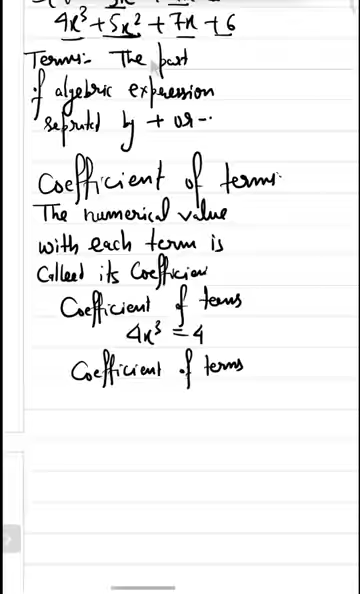 4x³ + 5x² + 7x + 6
Terms:- The part
of algebric expression
seprated by + or -.
Coefficient of terms:
The numerical value
with each term is
Called its Coefficien
Coefficient of terms
4x³ = 4
Coefficient of terms